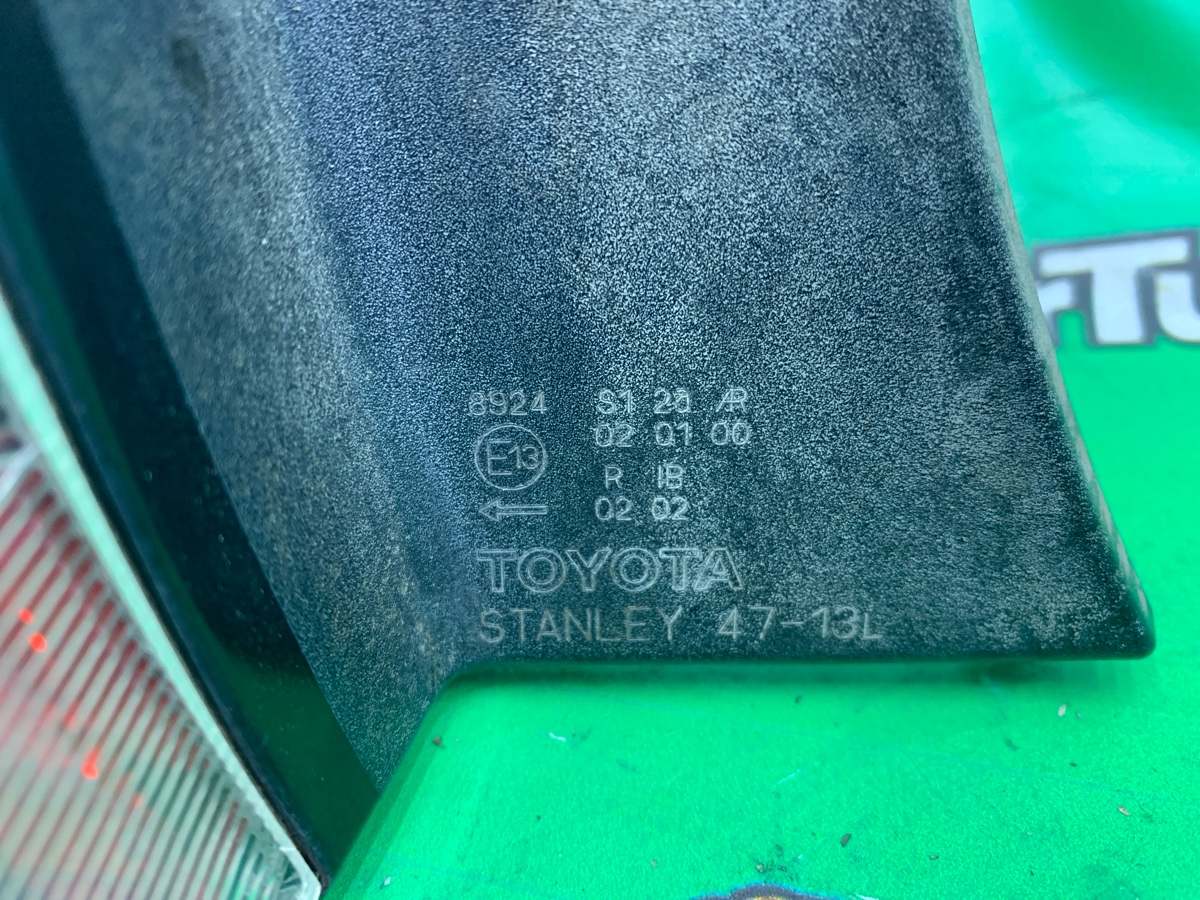 8924 S1 2a AR
02 01 00
E13
R IB
02 02
TOYOTA
STANLEY 47-13L